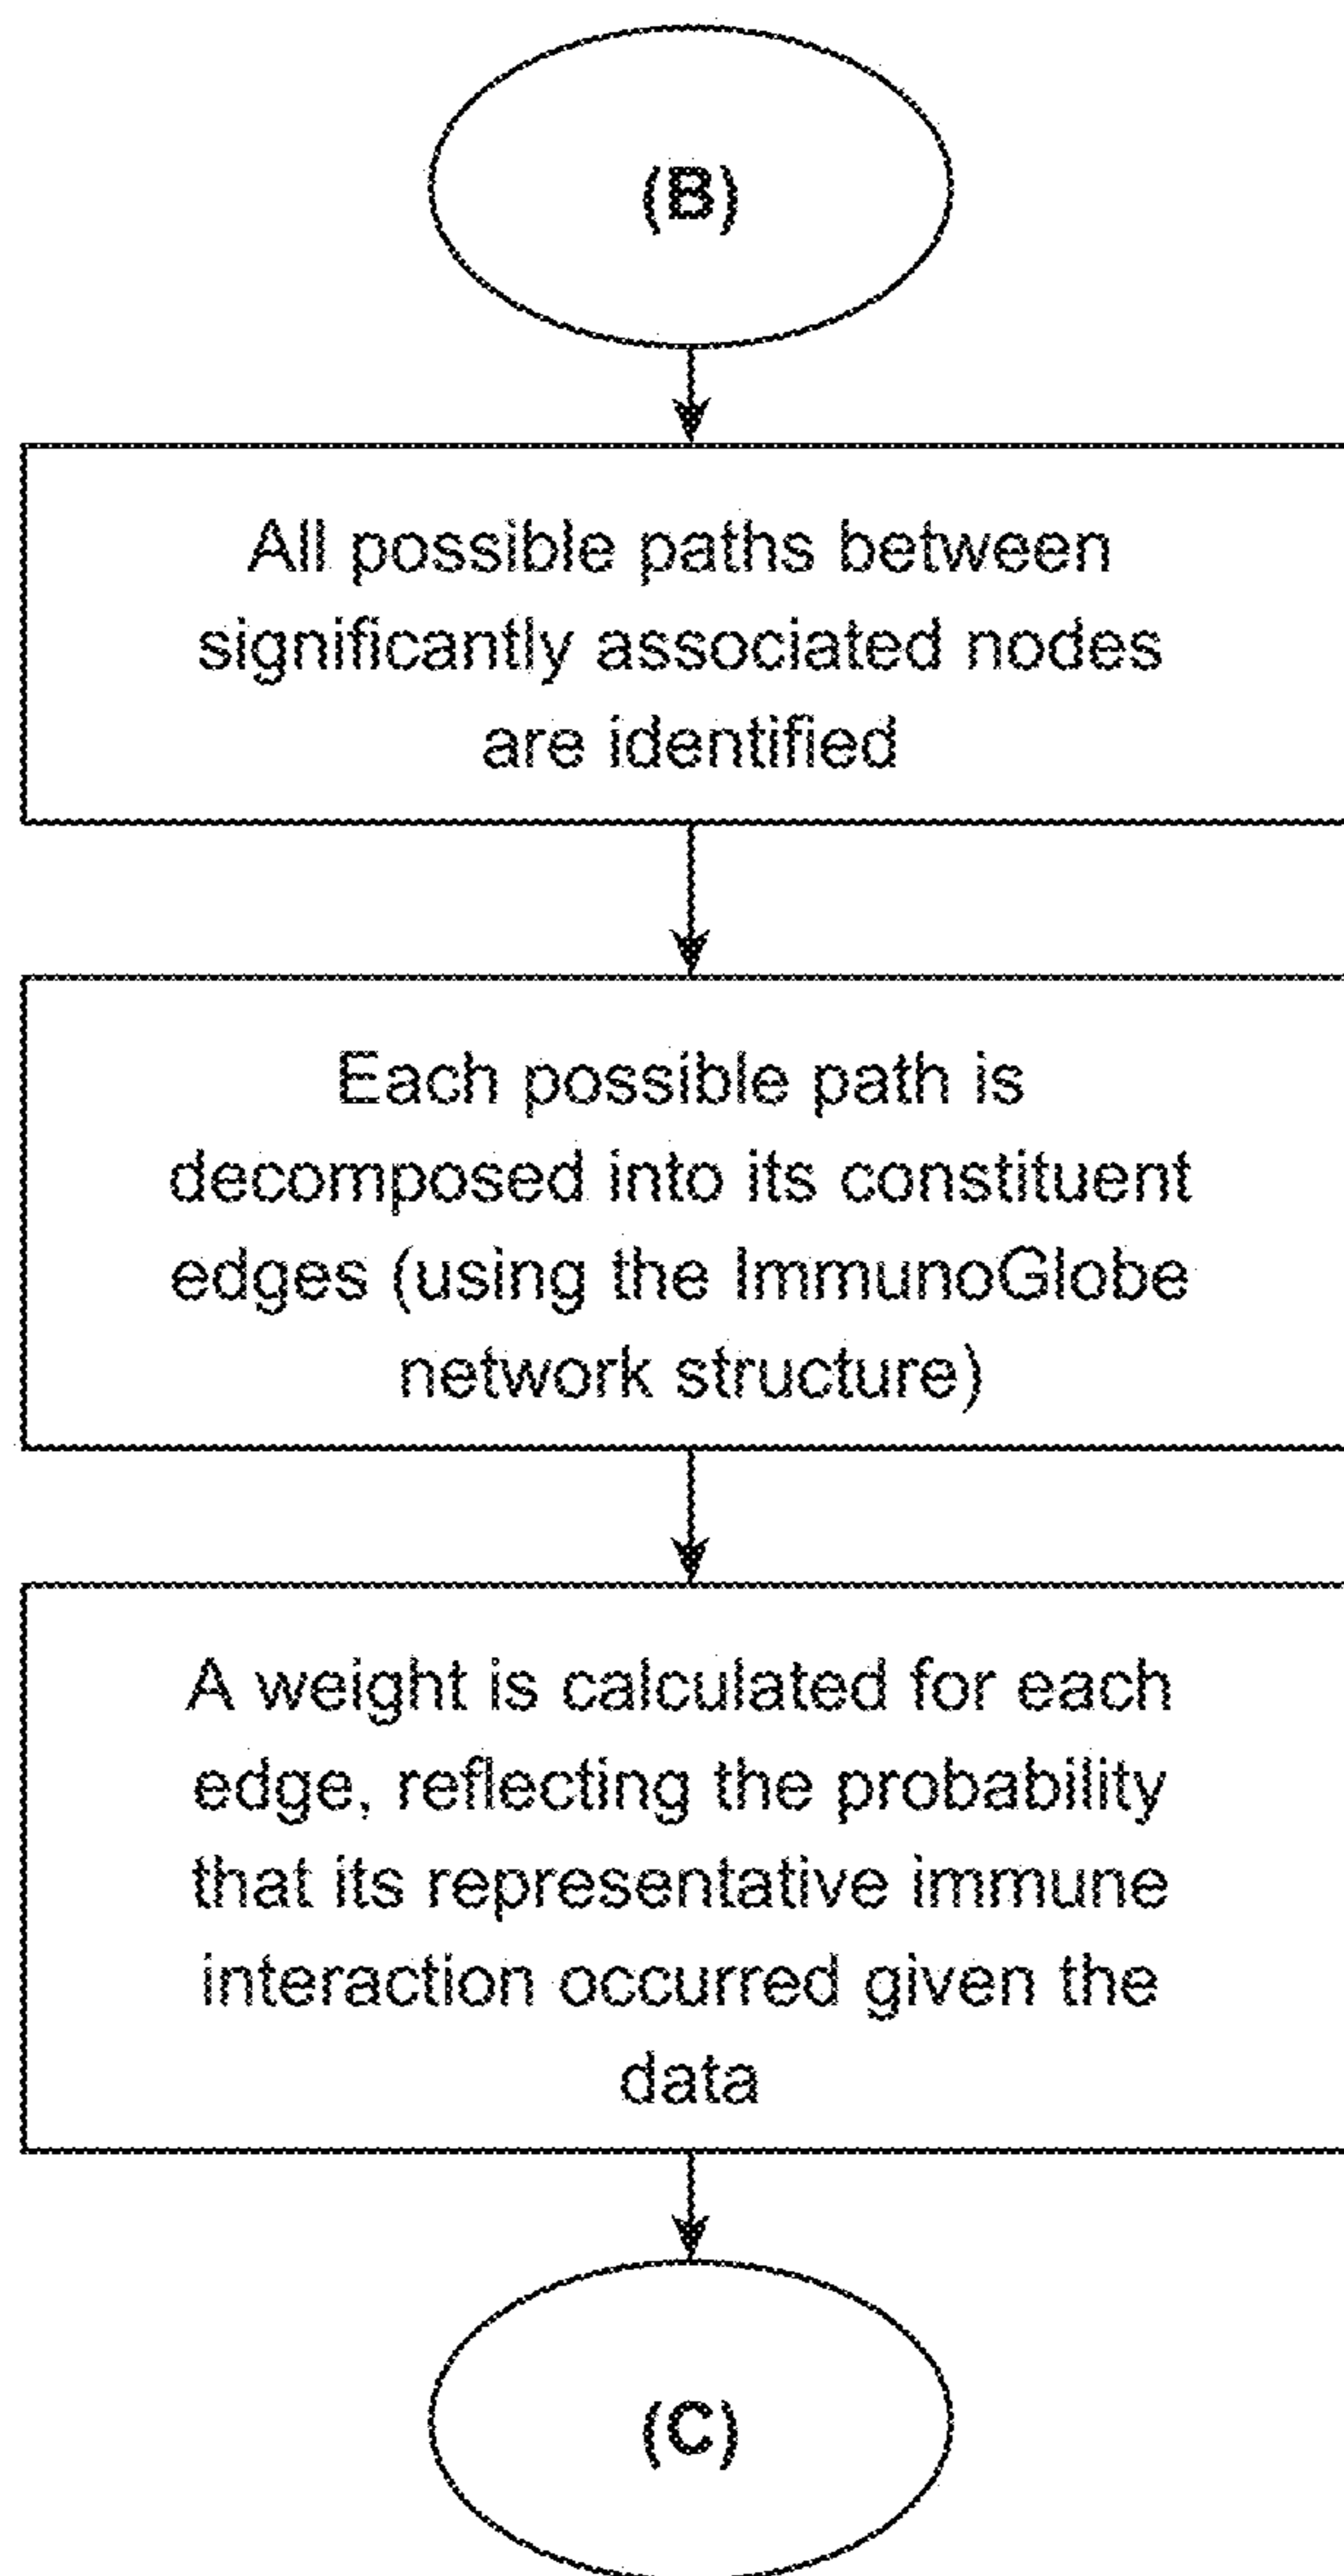 (B)
All possible paths between
significantly associated nodes
are identified
Each possible path is
decomposed into its constituent
edges (using the ImmunoGlobe
network structure)
A weight is calculated for each
edge, reflecting the probability
that its representative immune
interaction occurred given the
data
(C)